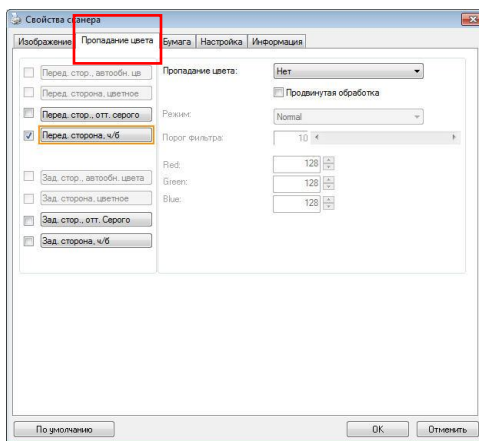 Свойства сканера
Изображение Пропадание цвета Бумага Настройка Информация
Перед. стор., автообн. цв
Перед. сторона, цветное
Перед. стор., отт. серого
Перед. сторона, ч/б
Зад. стор., автообн. цвета
Зад. сторона, цветное
Зад. стор., отт. Серого
Зад. сторона, ч/б
Пропадание цвета: Нет
Продвинутая обработка
Режим: Normal
Порог фильтра: 10
Red: 128
Green: 128
Blue: 128
По умолчанию OK Отменить